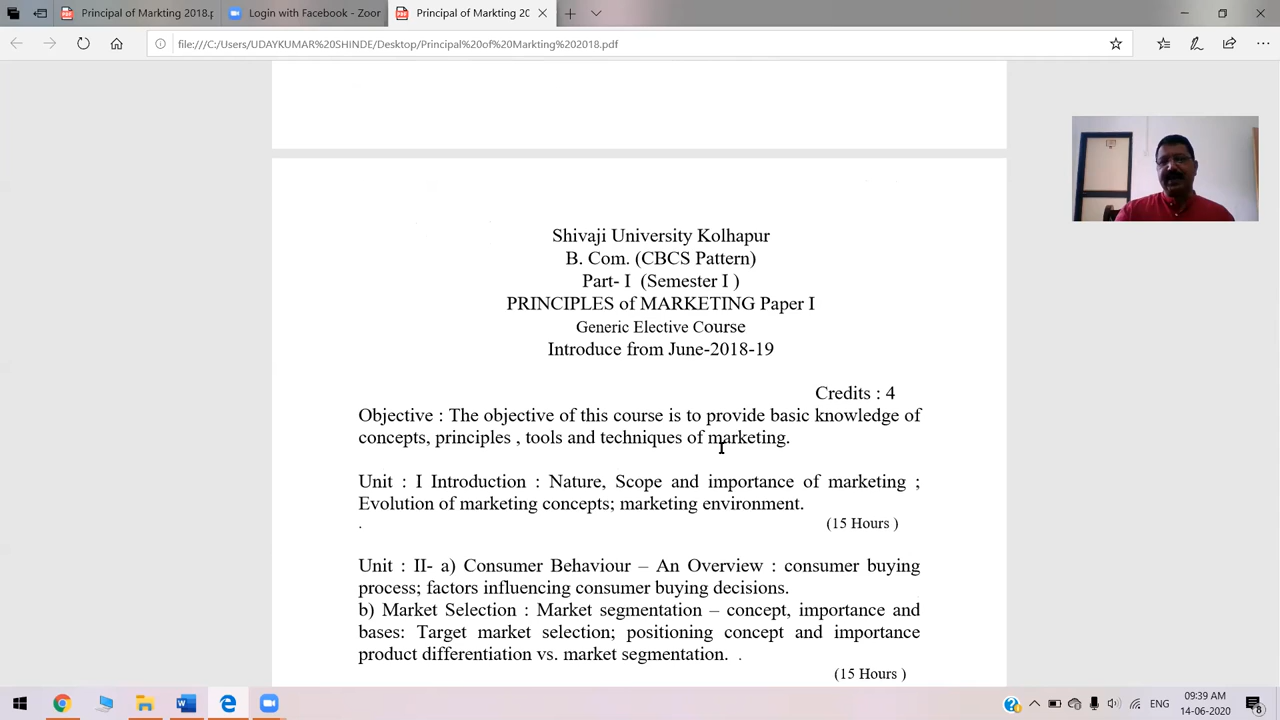 Principal of Markting 2018.p
Login with Facebook - Zoor
Principal of Markting 20
file:///C:/Users/UDAYKUMAR%20SHINDE/Desktop/Principal%20of%20Markting%202018.pdf
Shivaji University Kolhapur
B. Com. (CBCS Pattern)
Part- I (Semester I )
PRINCIPLES of MARKETING Paper I
Generic Elective Course
Introduce from June-2018-19
Credits : 4
Objective : The objective of this course is to provide basic knowledge of
concepts, principles , tools and techniques of marketing.
Unit : I Introduction : Nature, Scope and importance of marketing ;
Evolution of marketing concepts; marketing environment.
. (15 Hours )
Unit : II- a) Consumer Behaviour – An Overview : consumer buying
process; factors influencing consumer buying decisions.
b) Market Selection : Market segmentation – concept, importance and
bases: Target market selection; positioning concept and importance
product differentiation vs. market segmentation. .
(15 Hours )
ENG
09:39 AM
14-06-2020
8